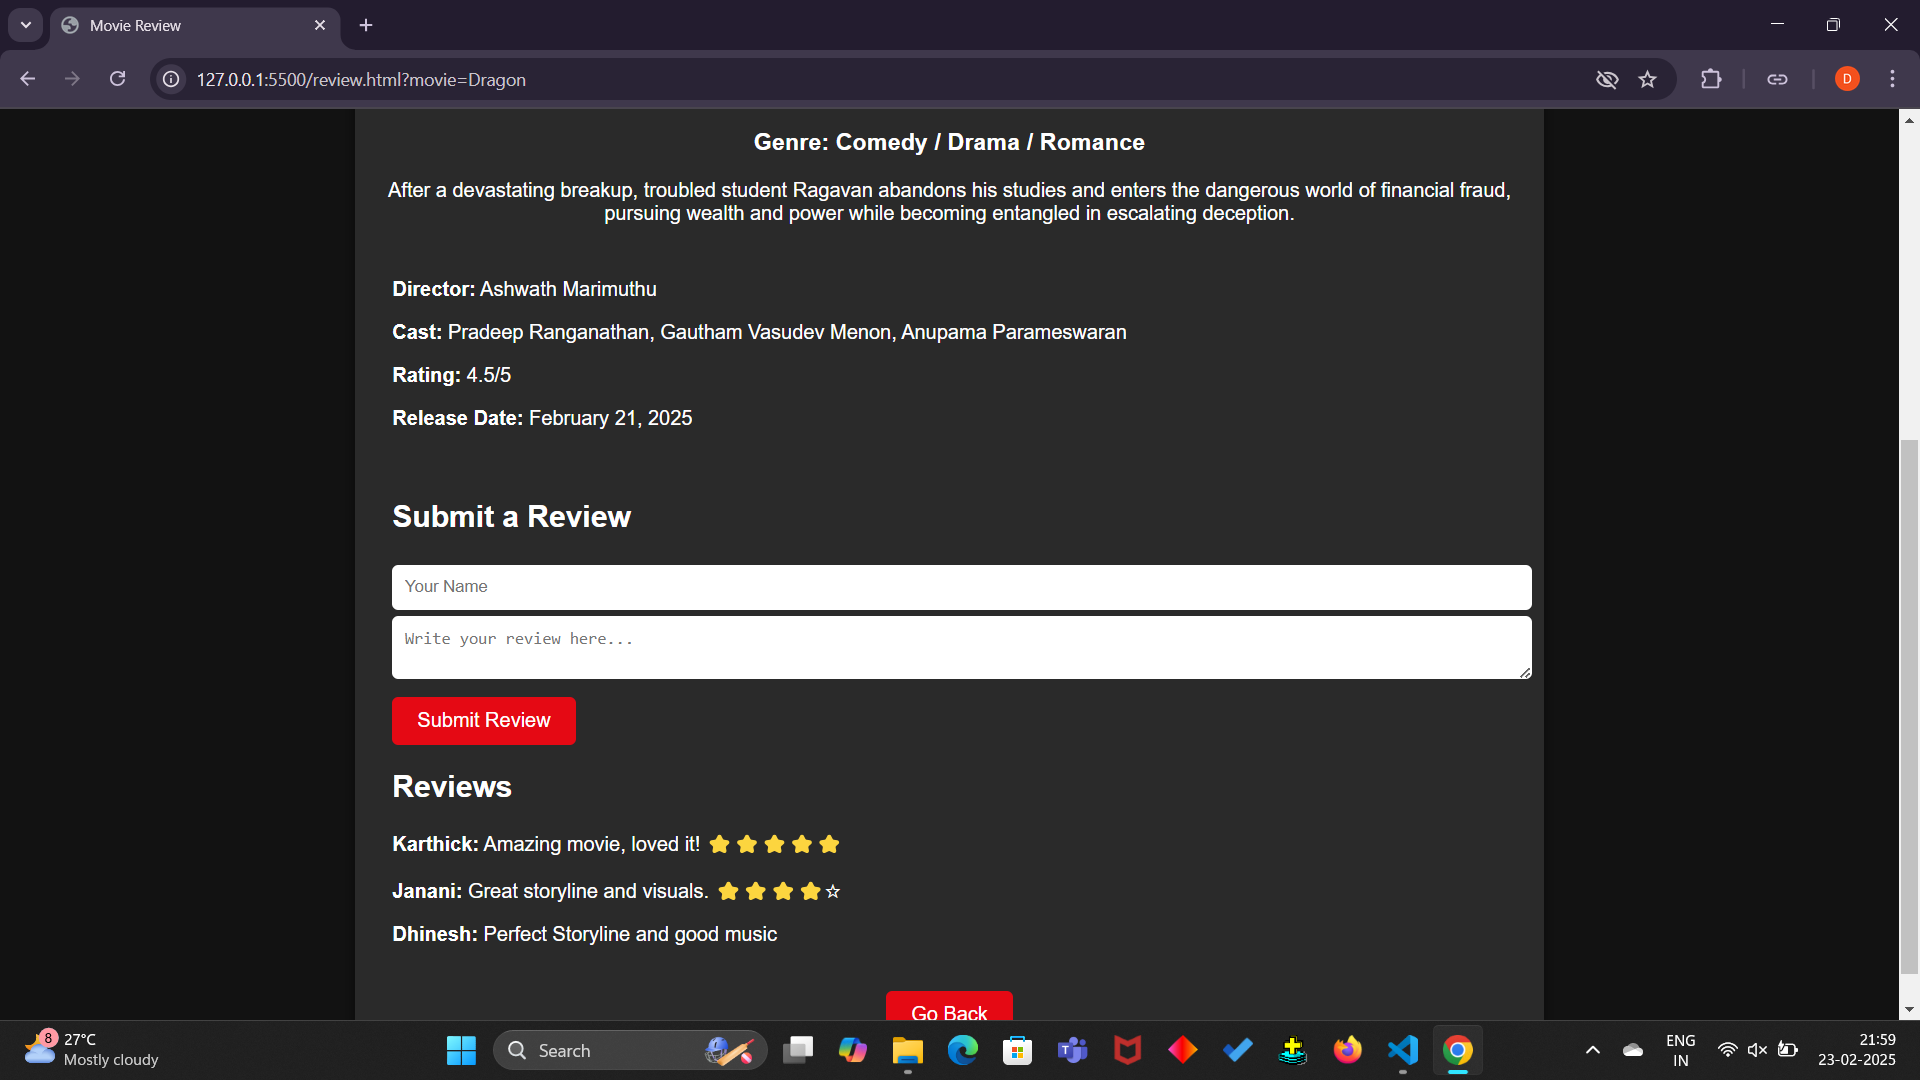 Movie Review
127.0.0.1:5500/review.html?movie=Dragon
D
Genre: Comedy / Drama / Romance
After a devastating breakup, troubled student Ragavan abandons his studies and enters the dangerous world of financial fraud,
pursuing wealth and power while becoming entangled in escalating deception.
Director: Ashwath Marimuthu
Cast: Pradeep Ranganathan, Gautham Vasudev Menon, Anupama Parameswaran
Rating: 4.5/5
Release Date: February 21, 2025
Submit a Review
Your Name
Write your review here...
Submit Review
Reviews
Karthick: Amazing movie, loved it! ⭐⭐⭐⭐⭐
Janani: Great storyline and visuals. ⭐⭐⭐⭐☆
Dhinesh: Perfect Storyline and good music
Go Back
8
27°C
Mostly cloudy
Search
ENG
IN
21:59
23-02-2025